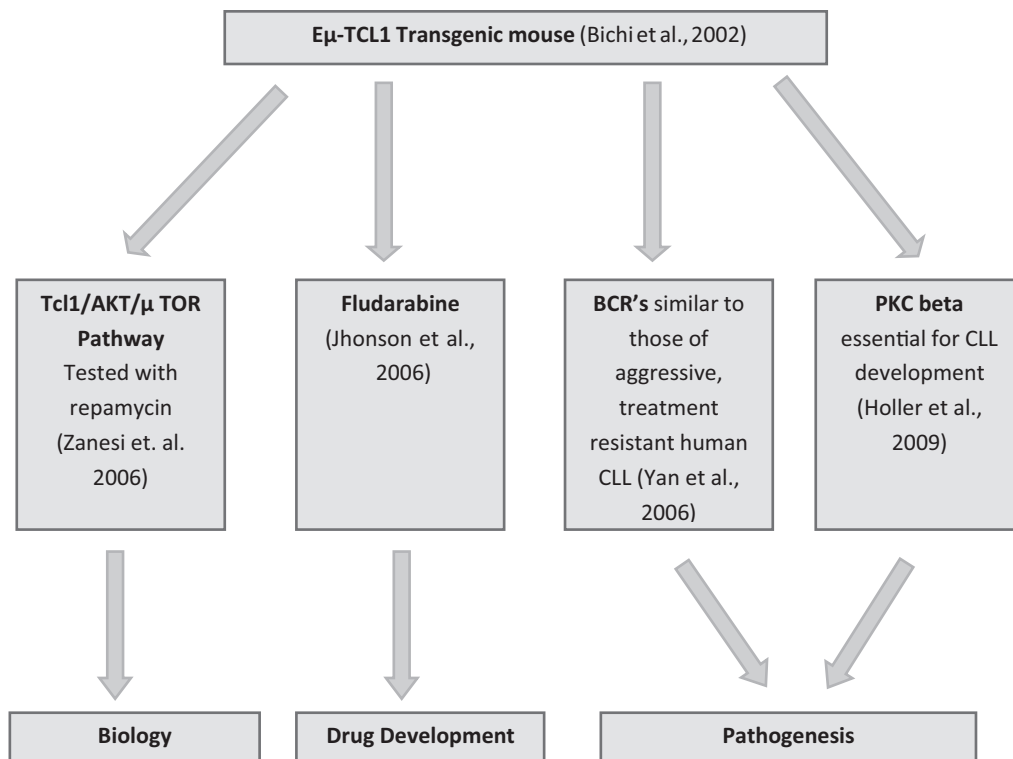 Eµ-TCL1 Transgenic mouse (Bichi et al., 2002)
Tcl1/AKT/µ TOR
Pathway
Tested with
repamycin
(Zanesi et. al.
2006)
Fludarabine
(Jhonson et al.,
2006)
BCR’s similar to
those of
aggressive,
treatment
resistant human
CLL (Yan et al.,
2006)
PKC beta
essential for CLL
development
(Holler et al.,
2009)
Biology
Drug Development
Pathogenesis